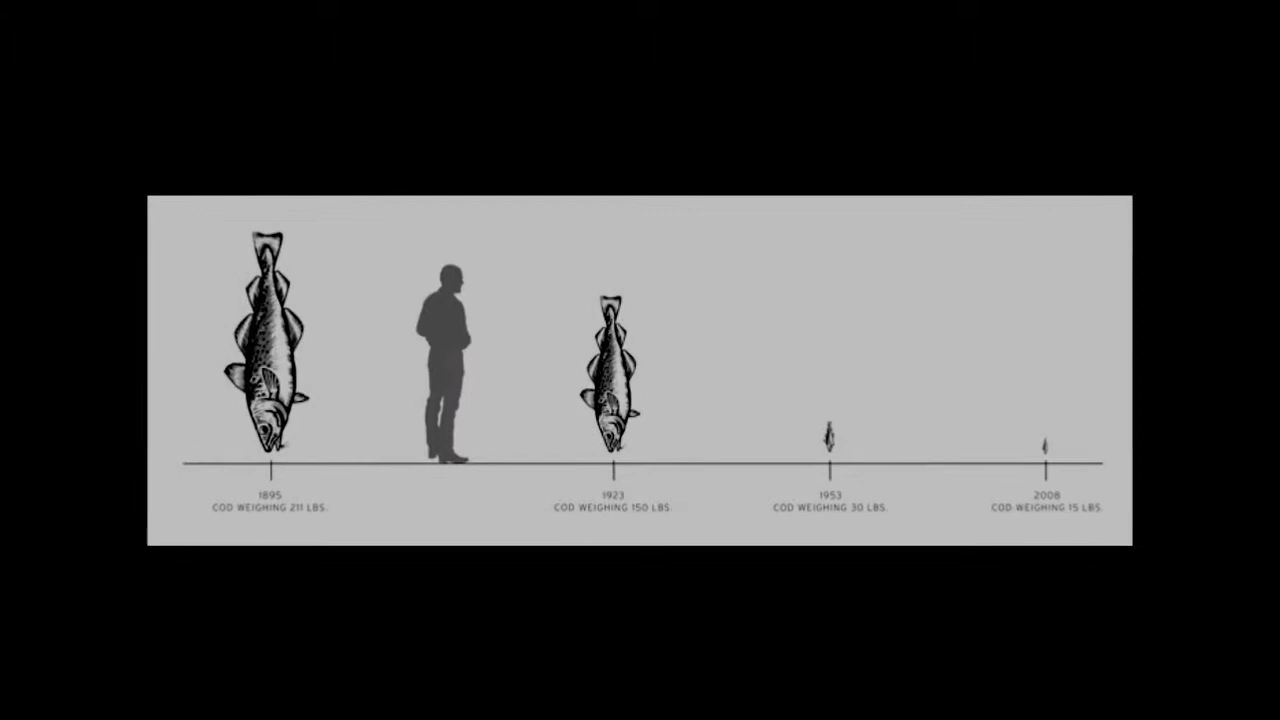 1895
COD WEIGHING 211 LBS.
1923
COD WEIGHING 150 LBS.
1953
COD WEIGHING 30 LBS.
2008
COD WEIGHING 15 LBS.